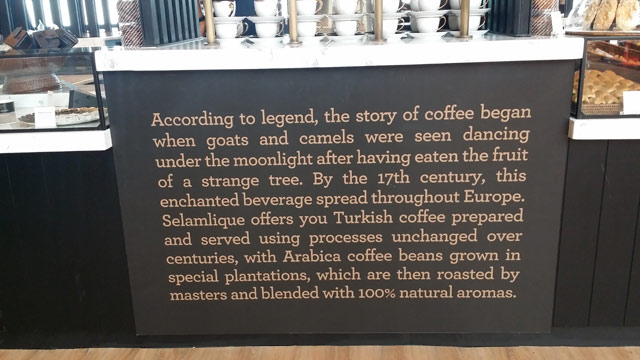 According to legend, the story of coffee began
when goats and camels were seen dancing
under the moonlight after having eaten the fruit
of a strange tree. By the 17th century, this
enchanted beverage spread throughout Europe.
Selamlique offers you Turkish coffee prepared
and served using processes unchanged over
centuries, with Arabica coffee beans grown in
special plantations, which are then roasted by
masters and blended with 100% natural aromas.